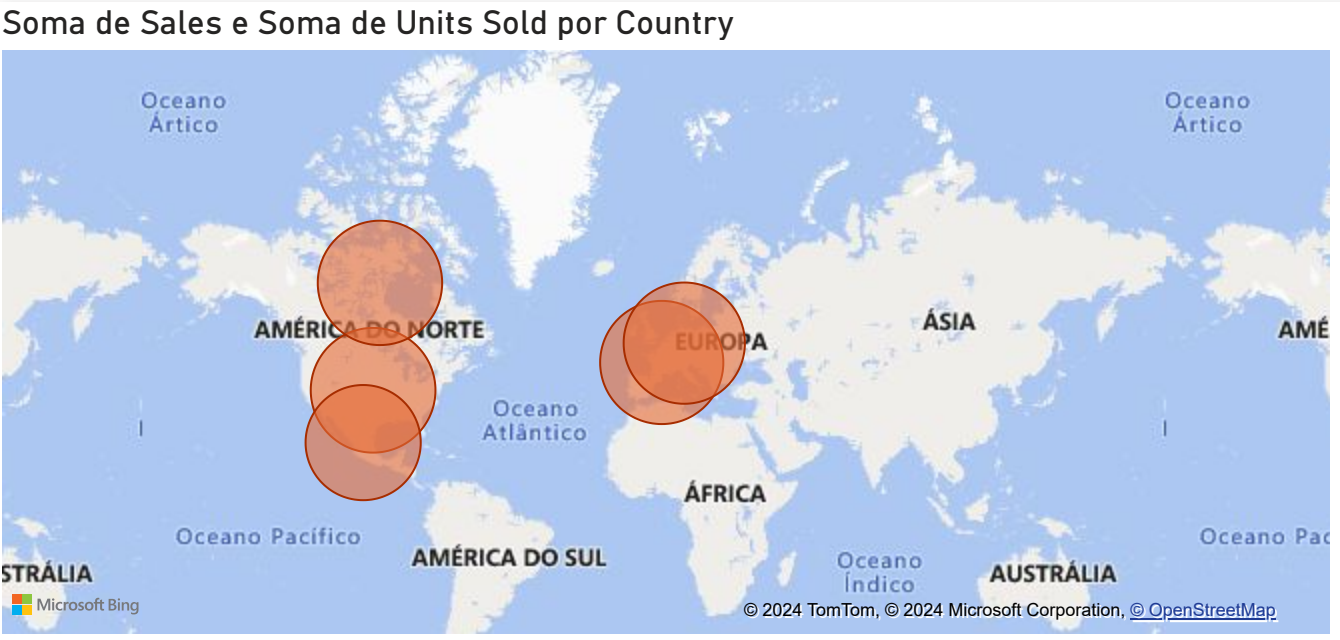 Soma de Sales e Soma de Units Sold por Country
Oceano
Ártico
Oceano
Ártico
AMÉRICA DO NORTE
EUROPA
ÁSIA
AMÉ
Oceano
Atlântico
ÁFRICA
Oceano Pacífico
Oceano Pac
AMÉRICA DO SUL
Oceano
Índico
STRÁLIA
AUSTRÁLIA
Microsoft Bing
© 2024 TomTom, © 2024 Microsoft Corporation, © OpenStreetMap